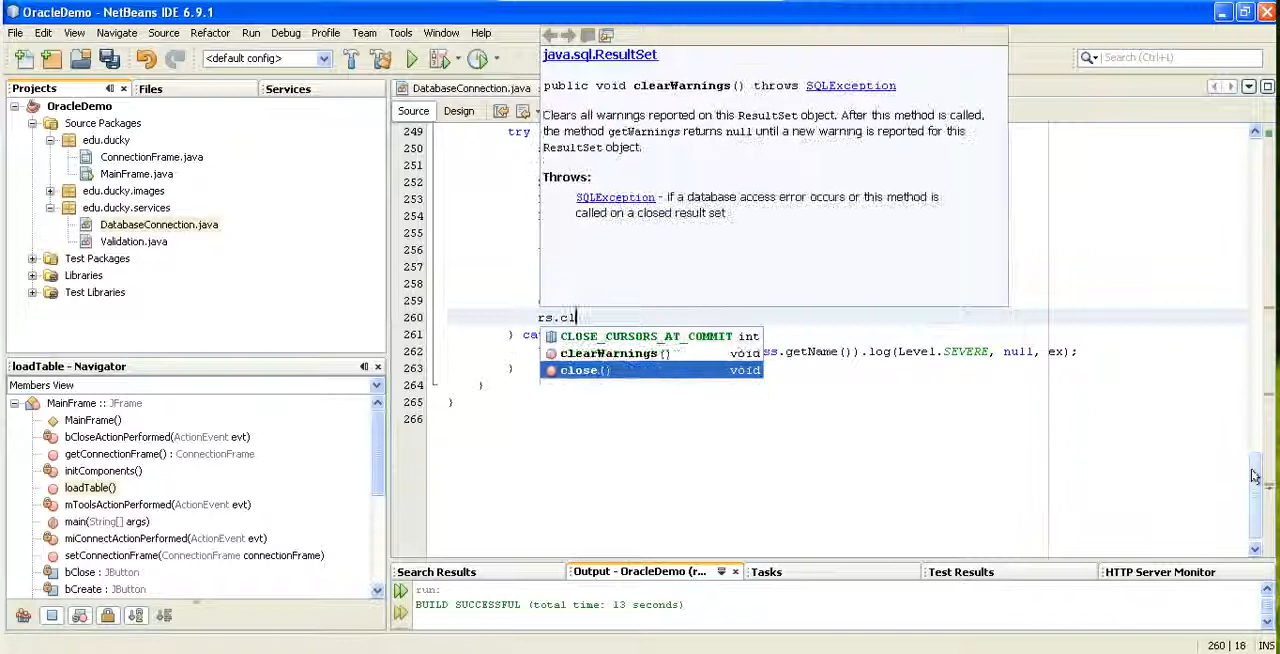 OracleDemo - NetBeans IDE 6.9.1
File Edit View Navigate Source Refactor Run Debug Profile Team Tools Window Help
<default config>
Search (Ctrl+I)
Projects
Files
Services
OracleDemo
Source Packages
edu.ducky
ConnectionFrame.java
MainFrame.java
edu.ducky.images
edu.ducky.services
DatabaseConnection.java
Validation.java
Test Packages
Libraries
Test Libraries
loadTable - Navigator
Members View
MainFrame :: JFrame
MainFrame()
bCloseActionPerformed(ActionEvent evt)
getConnectionFrame() : ConnectionFrame
initComponents()
loadTable()
mToolsActionPerformed(ActionEvent evt)
main(String[] args)
miConnectActionPerformed(ActionEvent evt)
setConnectionFrame(ConnectionFrame connectionFrame)
bClose : JButton
bCreate : JButton
DatabaseConnection.java
Source Design
java.sql.ResultSet
public void clearWarnings() throws SQLException
Clears all warnings reported on this ResultSet object. After this method is called,
the method getWarnings returns null until a new warning is reported for this
ResultSet object.
Throws:
SQLException - if a database access error occurs or this method is
called on a closed result set
249 try
250
251
252
253
254
255
256
257
258
259
260 rs.cl
261 } ca
262 ss.getName()).log(Level.SEVERE, null, ex);
263 }
264 }
265 }
266
CLOSE_CURSORS_AT_COMMIT int
clearWarnings() void
close() void
Search Results
Output - OracleDemo (r...
Tasks
Test Results
HTTP Server Monitor
run:
BUILD SUCCESSFUL (total time: 13 seconds)
260 | 18 INS